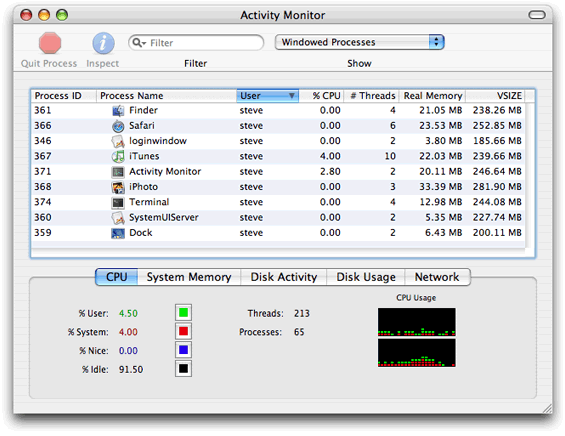 Activity Monitor
Quit Process Inspect Filter Filter Windowed Processes Show
Process ID Process Name User % CPU # Threads Real Memory VSIZE
361 Finder steve 0.00 4 21.05 MB 238.26 MB
366 Safari steve 0.00 6 23.53 MB 252.85 MB
346 loginwindow steve 0.00 2 3.80 MB 185.66 MB
367 iTunes steve 4.00 10 22.03 MB 239.66 MB
371 Activity Monitor steve 2.80 2 20.11 MB 246.64 MB
368 iPhoto steve 0.00 3 33.39 MB 281.90 MB
374 Terminal steve 0.00 4 12.98 MB 244.08 MB
360 SystemUIServer steve 0.00 2 5.35 MB 227.74 MB
359 Dock steve 0.00 2 6.43 MB 200.11 MB
CPU System Memory Disk Activity Disk Usage Network
% User: 4.50 Threads: 213 CPU Usage
% System: 4.00 Processes: 65
% Nice: 0.00
% Idle: 91.50